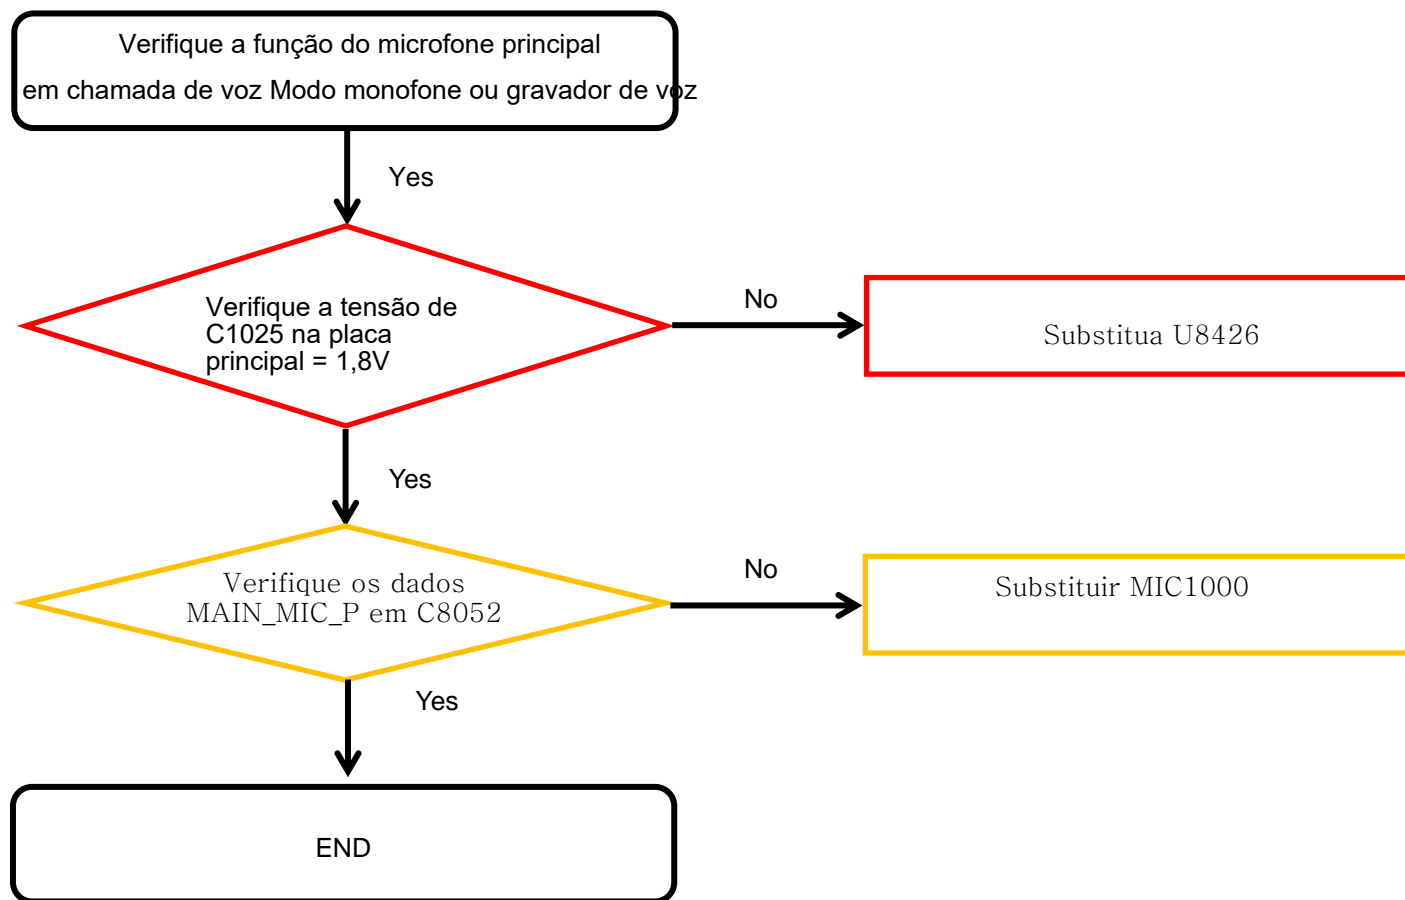 Verifique a função do microfone principal
em chamada de voz Modo monofone ou gravador de voz
Yes
Verifique a tensão de
C1025 na placa
principal = 1,8V
No
Substitua U8426
Yes
Verifique os dados
MAIN_MIC_P em C8052
No
Substituir MIC1000
Yes
END